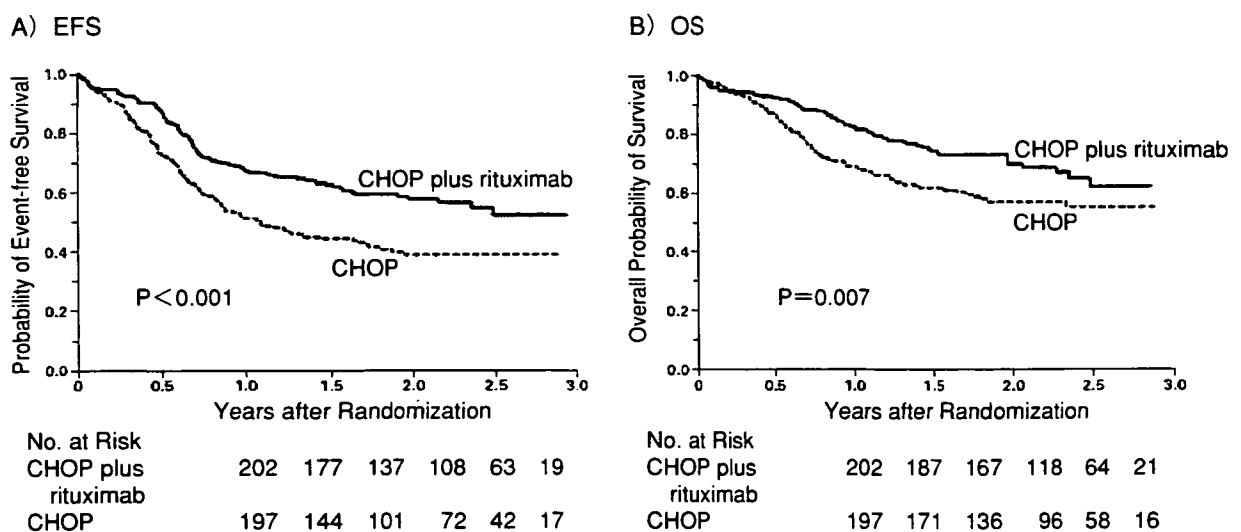 A) EFS
Probability of Event-free Survival
1.0
0.8
0.6
0.4
0.2
0.0
CHOP plus rituximab
CHOP
P<0.001
0 0.5 1.0 1.5 2.0 2.5 3.0
Years after Randomization
No. at Risk
CHOP plus 202 177 137 108 63 19
rituximab
CHOP 197 144 101 72 42 17
B) OS
Overall Probability of Survival
1.0
0.8
0.6
0.4
0.2
0.0
CHOP plus rituximab
CHOP
P=0.007
0 0.5 1.0 1.5 2.0 2.5 3.0
Years after Randomization
No. at Risk
CHOP plus 202 187 167 118 64 21
rituximab
CHOP 197 171 136 96 58 16